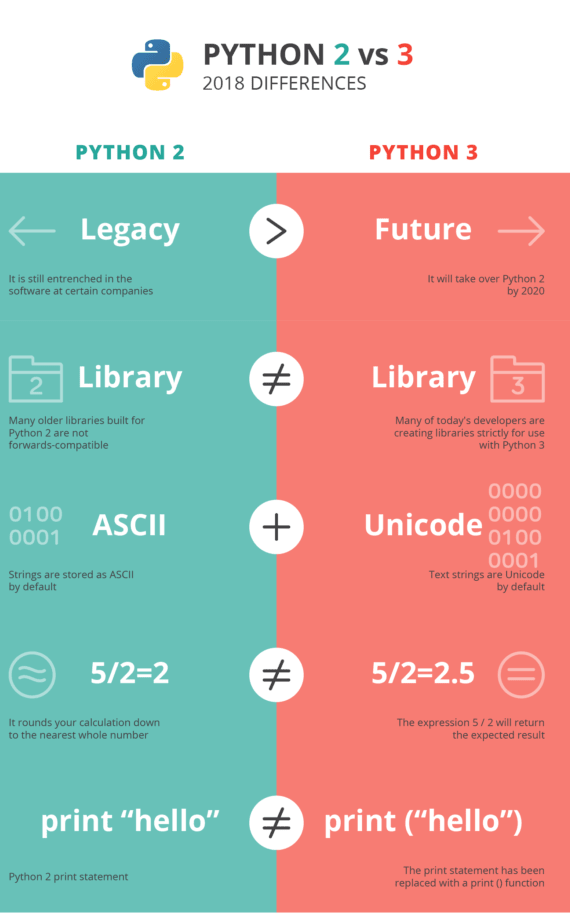 PYTHON 2 vs 3
2018 DIFFERENCES
PYTHON 2
PYTHON 3
Legacy
>
Future
It is still entrenched in the
software at certain companies
It will take over Python 2
by 2020
2
Library
≠
Library
3
Many older libraries built for
Python 2 are not
forwards-compatible
Many of today's developers are
creating libraries strictly for use
with Python 3
0100
0001
ASCII
+
Unicode
0000
0000
0100
0001
Strings are stored as ASCII
by default
Text strings are Unicode
by default
≈
5/2=2
≠
5/2=2.5
=
It rounds your calculation down
to the nearest whole number
The expression 5 / 2 will return
the expected result
print “hello”
≠
print (“hello”)
Python 2 print statement
The print statement has been
replaced with a print () function